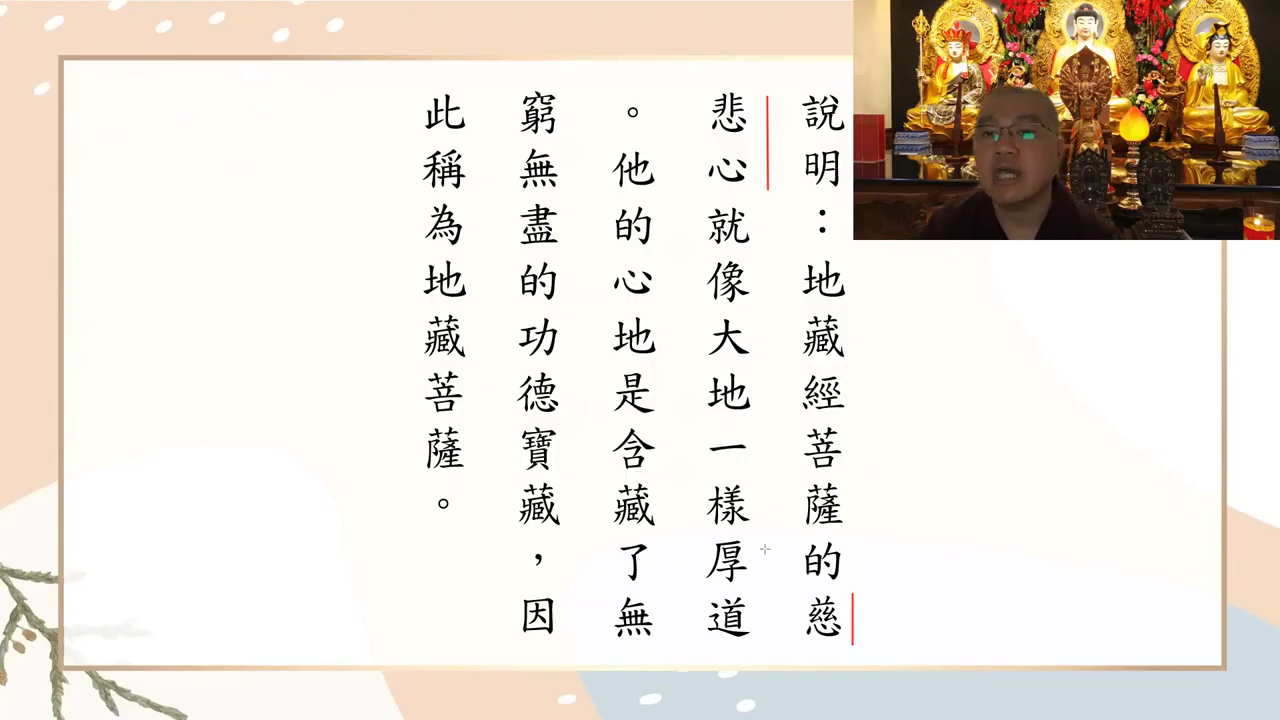 說明：地藏經菩薩的慈
悲心就像大地一樣厚道
。他的心地是含藏了無
窮無盡的功德寶藏，因
此稱為地藏菩薩。